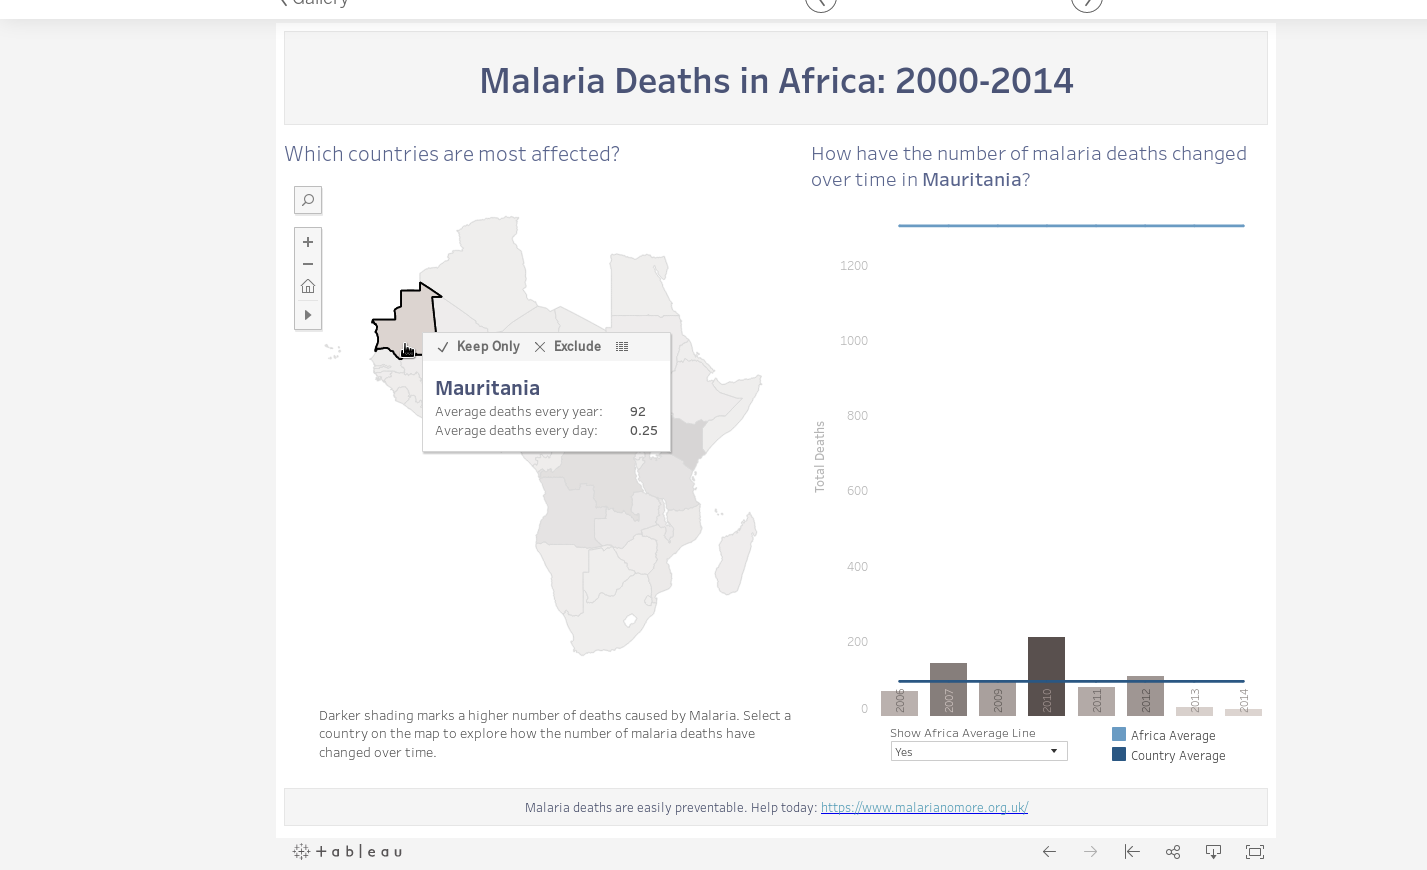 Gallery
Malaria Deaths in Africa: 2000-2014
Which countries are most affected?
How have the number of malaria deaths changed
over time in Mauritania?
Keep Only
Exclude
Mauritania
Average deaths every year: 92
Average deaths every day: 0.25
Total Deaths
1200
1000
800
600
400
200
0
2006
2007
2009
2010
2011
2012
2013
2014
Darker shading marks a higher number of deaths caused by Malaria. Select a
country on the map to explore how the number of malaria deaths have
changed over time.
Show Africa Average Line
Yes
Africa Average
Country Average
Malaria deaths are easily preventable. Help today: https://www.malarianomore.org.uk/
+ableau